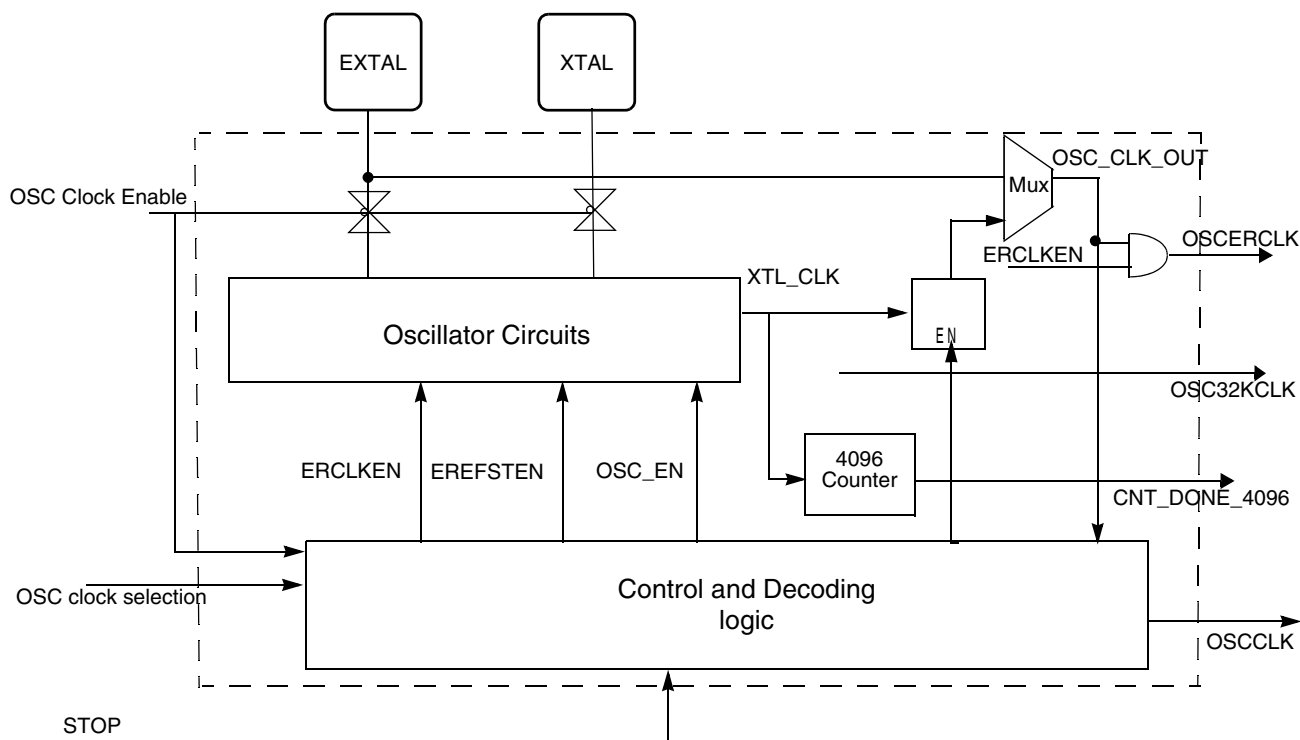 EXTAL
XTAL
OSC_CLK_OUT
Mux
OSC Clock Enable
OSCERCLK
ERCLKEN
XTL_CLK
Oscillator Circuits
EN
OSC32KCLK
ERCLKEN
EREFSTEN
OSC_EN
4096
Counter
CNT_DONE_4096
Control and Decoding
logic
OSC clock selection
OSCCLK
STOP